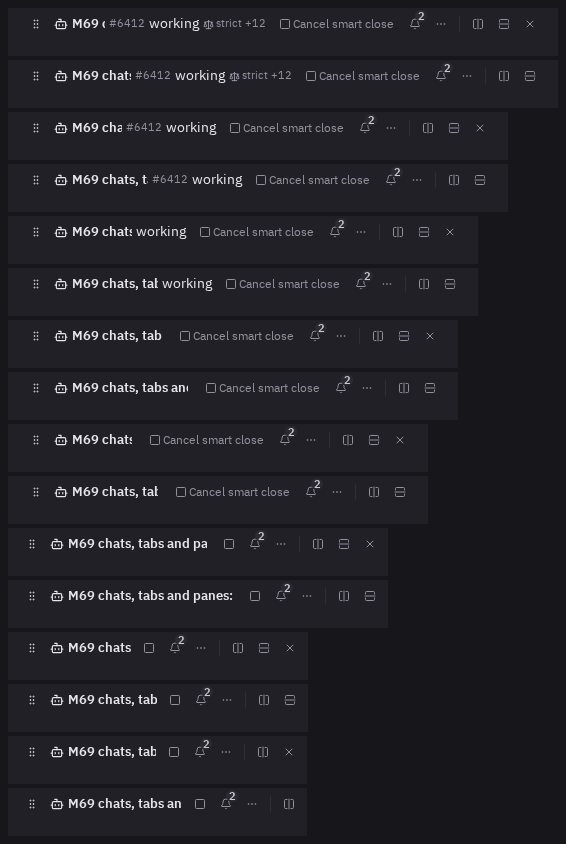 M69 #6412 working strict +12 Cancel smart close 2
M69 chats #6412 working strict +12 Cancel smart close 2
M69 cha #6412 working Cancel smart close 2
M69 chats, t #6412 working Cancel smart close 2
M69 chats working Cancel smart close 2
M69 chats, tab working Cancel smart close 2
M69 chats, tab Cancel smart close 2
M69 chats, tabs and Cancel smart close 2
M69 chats Cancel smart close 2
M69 chats, tab Cancel smart close 2
M69 chats, tabs and pa 2
M69 chats, tabs and panes: 2
M69 chats 2
M69 chats, tab 2
M69 chats, tab 2
M69 chats, tabs an 2